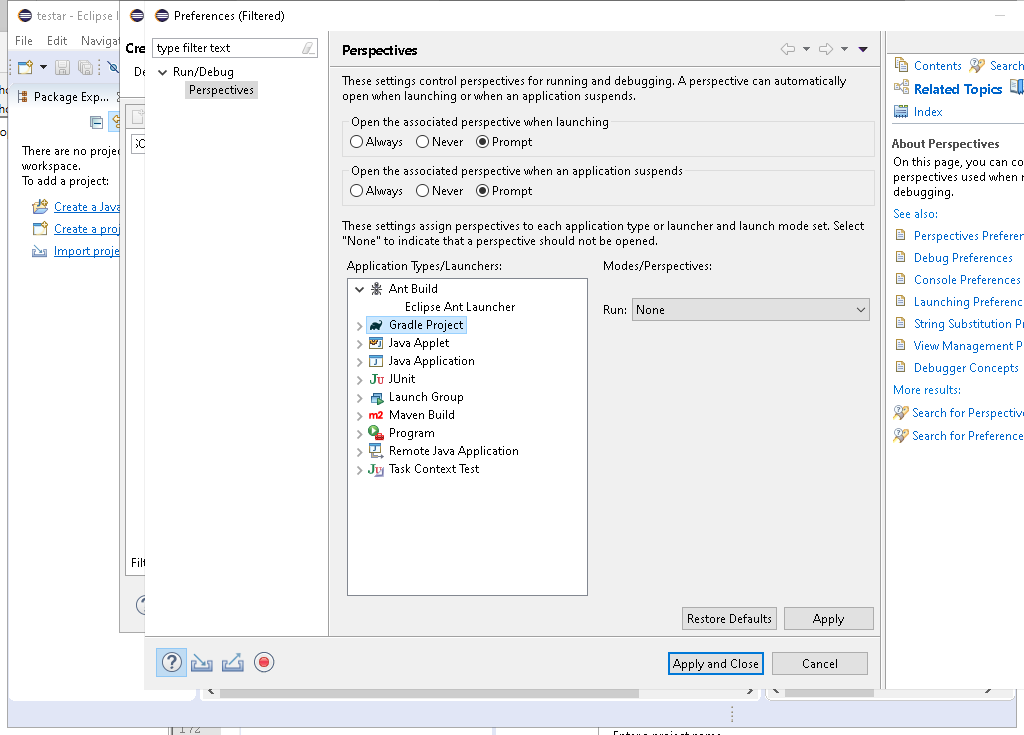 testar - Eclipse
Preferences (Filtered)
File Edit Navigat
Cre
type filter text
Perspectives
Contents
Search
Run/Debug
Perspectives
These settings control perspectives for running and debugging. A perspective can automatically
open when launching or when an application suspends.
Related Topics
Package Exp...
Index
Open the associated perspective when launching
Always Never Prompt
About Perspectives
There are no projec
workspace.
To add a project:
On this page, you can co
perspectives used when r
debugging.
Open the associated perspective when an application suspends
Always Never Prompt
See also:
Create a Java
Create a proj
Import proje
These settings assign perspectives to each application type or launcher and launch mode set. Select
"None" to indicate that a perspective should not be opened.
Perspectives Preferen
Debug Preferences
Console Preferences
Launching Preferenc
String Substitution P
View Management P
Debugger Concepts
Application Types/Launchers:
Modes/Perspectives:
Ant Build
Eclipse Ant Launcher
Run: None
Gradle Project
Java Applet
Java Application
JUnit
Launch Group
Maven Build
Program
Remote Java Application
Task Context Test
More results:
Search for Perspective
Search for Preference
Filt
Restore Defaults
Apply
Apply and Close
Cancel
172
Enter a project name